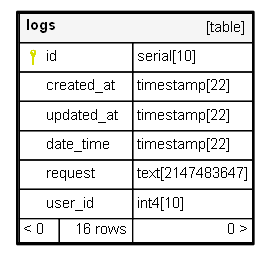 logs [table]
id serial[10]
created_at timestamp[22]
updated_at timestamp[22]
date_time timestamp[22]
request text[2147483647]
user_id int4[10]
< 0 16 rows 0 >